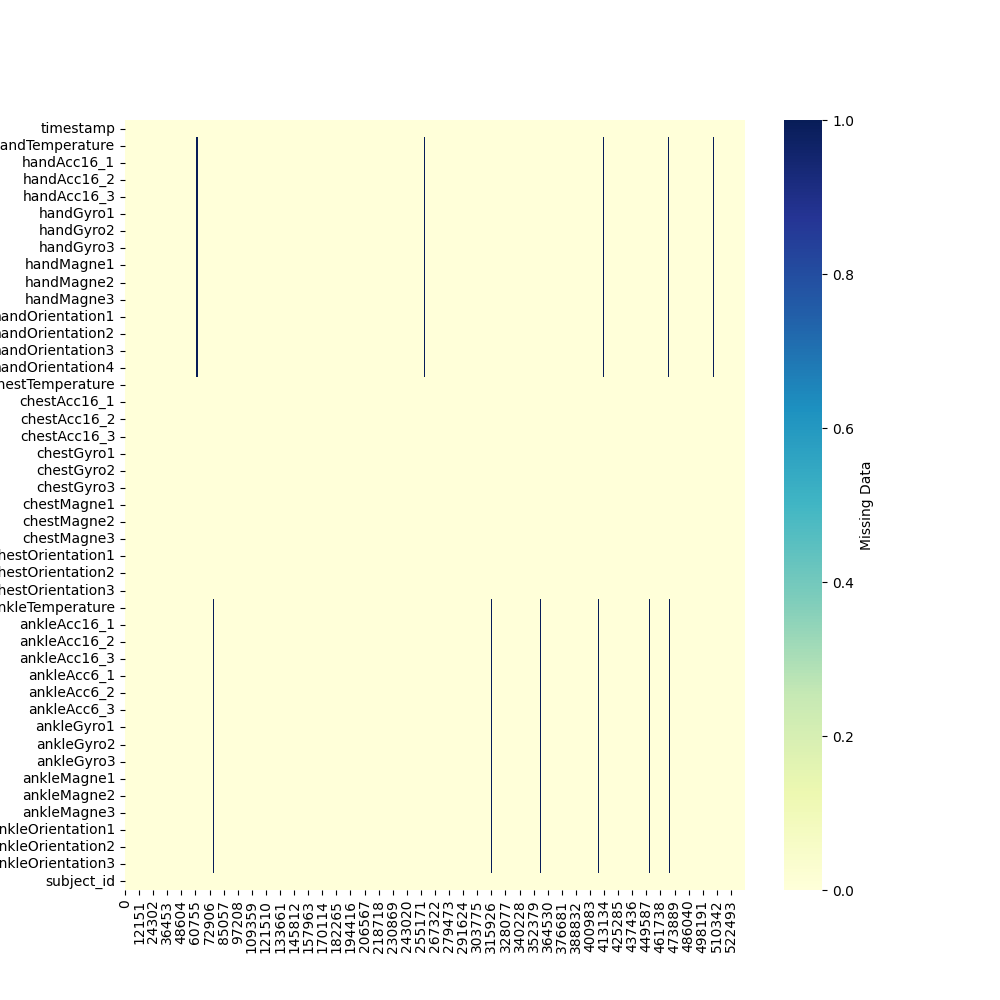 timestamp
andTemperature
handAcc16_1
handAcc16_2
handAcc16_3
handGyro1
handGyro2
handGyro3
handMagne1
handMagne2
handMagne3
andOrientation1
andOrientation2
andOrientation3
andOrientation4
hestTemperature
chestAcc16_1
chestAcc16_2
chestAcc16_3
chestGyro1
chestGyro2
chestGyro3
chestMagne1
chestMagne2
chestMagne3
hestOrientation1
hestOrientation2
hestOrientation3
nkleTemperature
ankleAcc16_1
ankleAcc16_2
ankleAcc16_3
ankleAcc6_1
ankleAcc6_2
ankleAcc6_3
ankleGyro1
ankleGyro2
ankleGyro3
ankleMagne1
ankleMagne2
ankleMagne3
nkleOrientation1
nkleOrientation2
nkleOrientation3
subject_id
0
12151
24302
36453
48604
60755
72906
85057
97208
109359
121510
133661
145812
157963
170114
182265
194416
206567
218718
230869
243020
255171
267322
279473
291624
303775
315926
328077
340228
352379
364530
376681
388832
400983
413134
425285
437436
449587
461738
473889
486040
498191
510342
522493
1.0
0.8
0.6
0.4
0.2
0.0
Missing Data